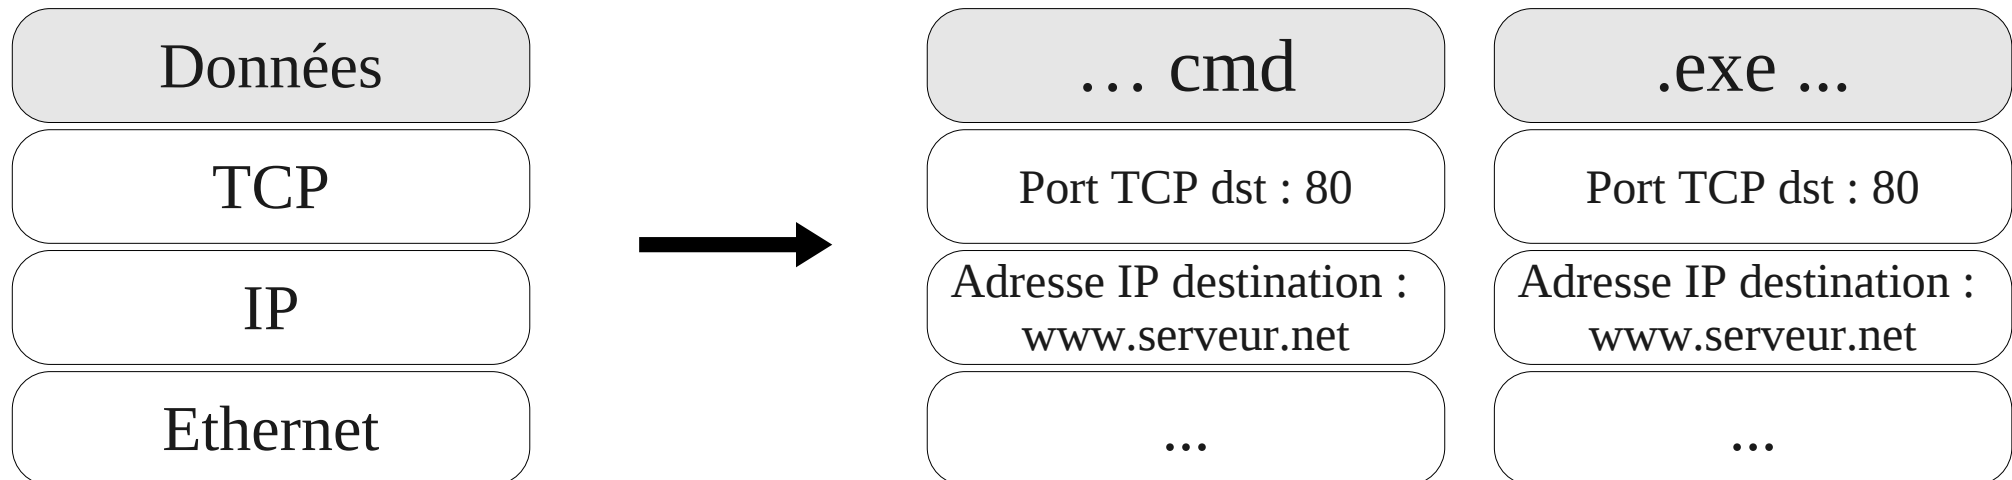 Données
TCP
IP
Ethernet
… cmd
Port TCP dst : 80
Adresse IP destination :
www.serveur.net
...
.exe ...
Port TCP dst : 80
Adresse IP destination :
www.serveur.net
...